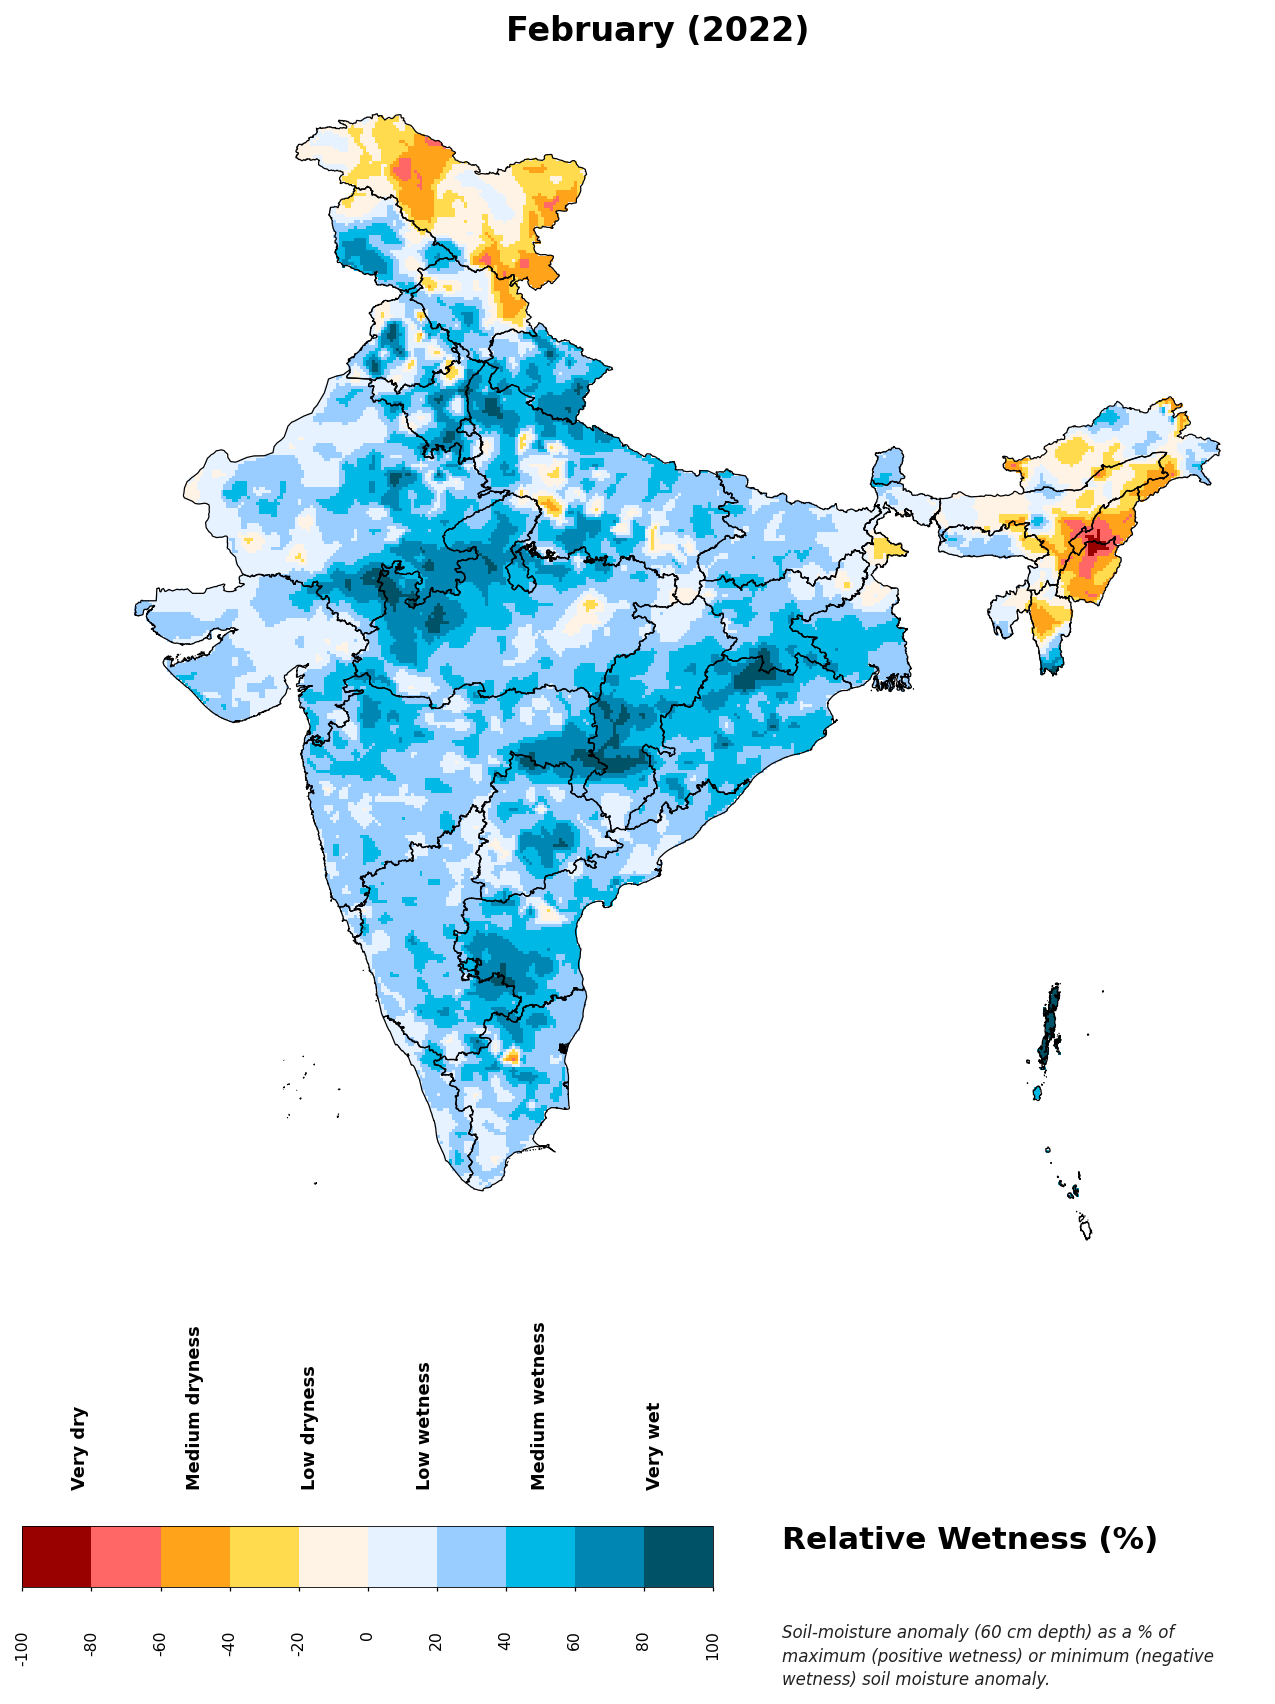 February (2022)
Very dry
Medium dryness
Low dryness
Low wetness
Medium wetness
Very wet
-100
-80
-60
-40
-20
0
20
40
60
80
100
Relative Wetness (%)
Soil-moisture anomaly (60 cm depth) as a % of
maximum (positive wetness) or minimum (negative
wetness) soil moisture anomaly.